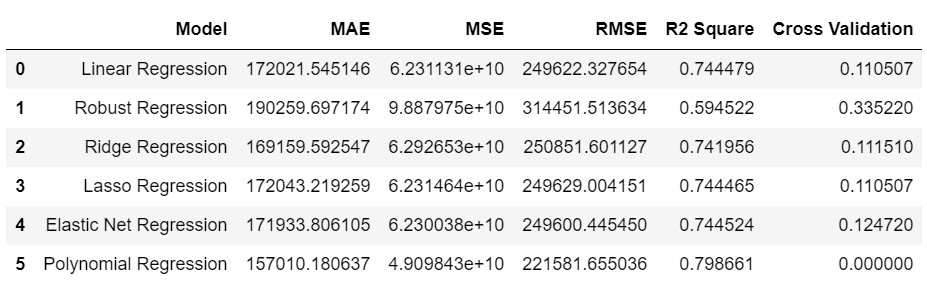 Model MAE MSE RMSE R2 Square Cross Validation
0 Linear Regression 172021.545146 6.231131e+10 249622.327654 0.744479 0.110507
1 Robust Regression 190259.697174 9.887975e+10 314451.513634 0.594522 0.335220
2 Ridge Regression 169159.592547 6.292653e+10 250851.601127 0.741956 0.111510
3 Lasso Regression 172043.219259 6.231464e+10 249629.004151 0.744465 0.110507
4 Elastic Net Regression 171933.806105 6.230038e+10 249600.445450 0.744524 0.124720
5 Polynomial Regression 157010.180637 4.909843e+10 221581.655036 0.798661 0.000000